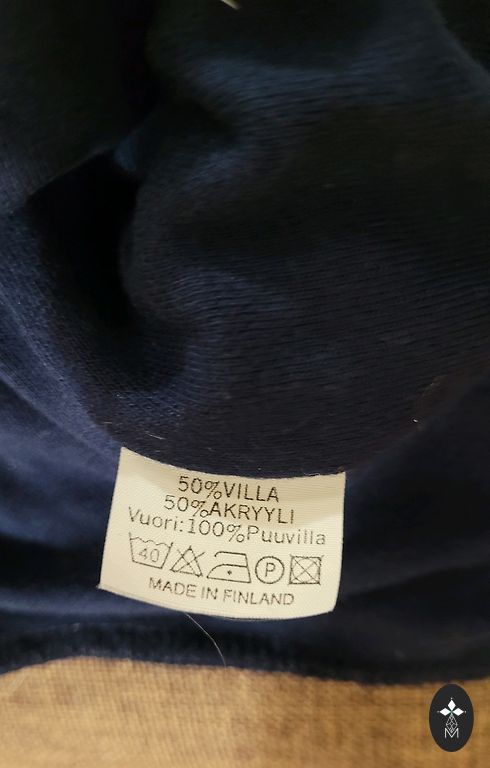 50%VILLA
50%AKRYYLI
Vuori:100%Puuvilla
40 P
MADE IN FINLAND
M